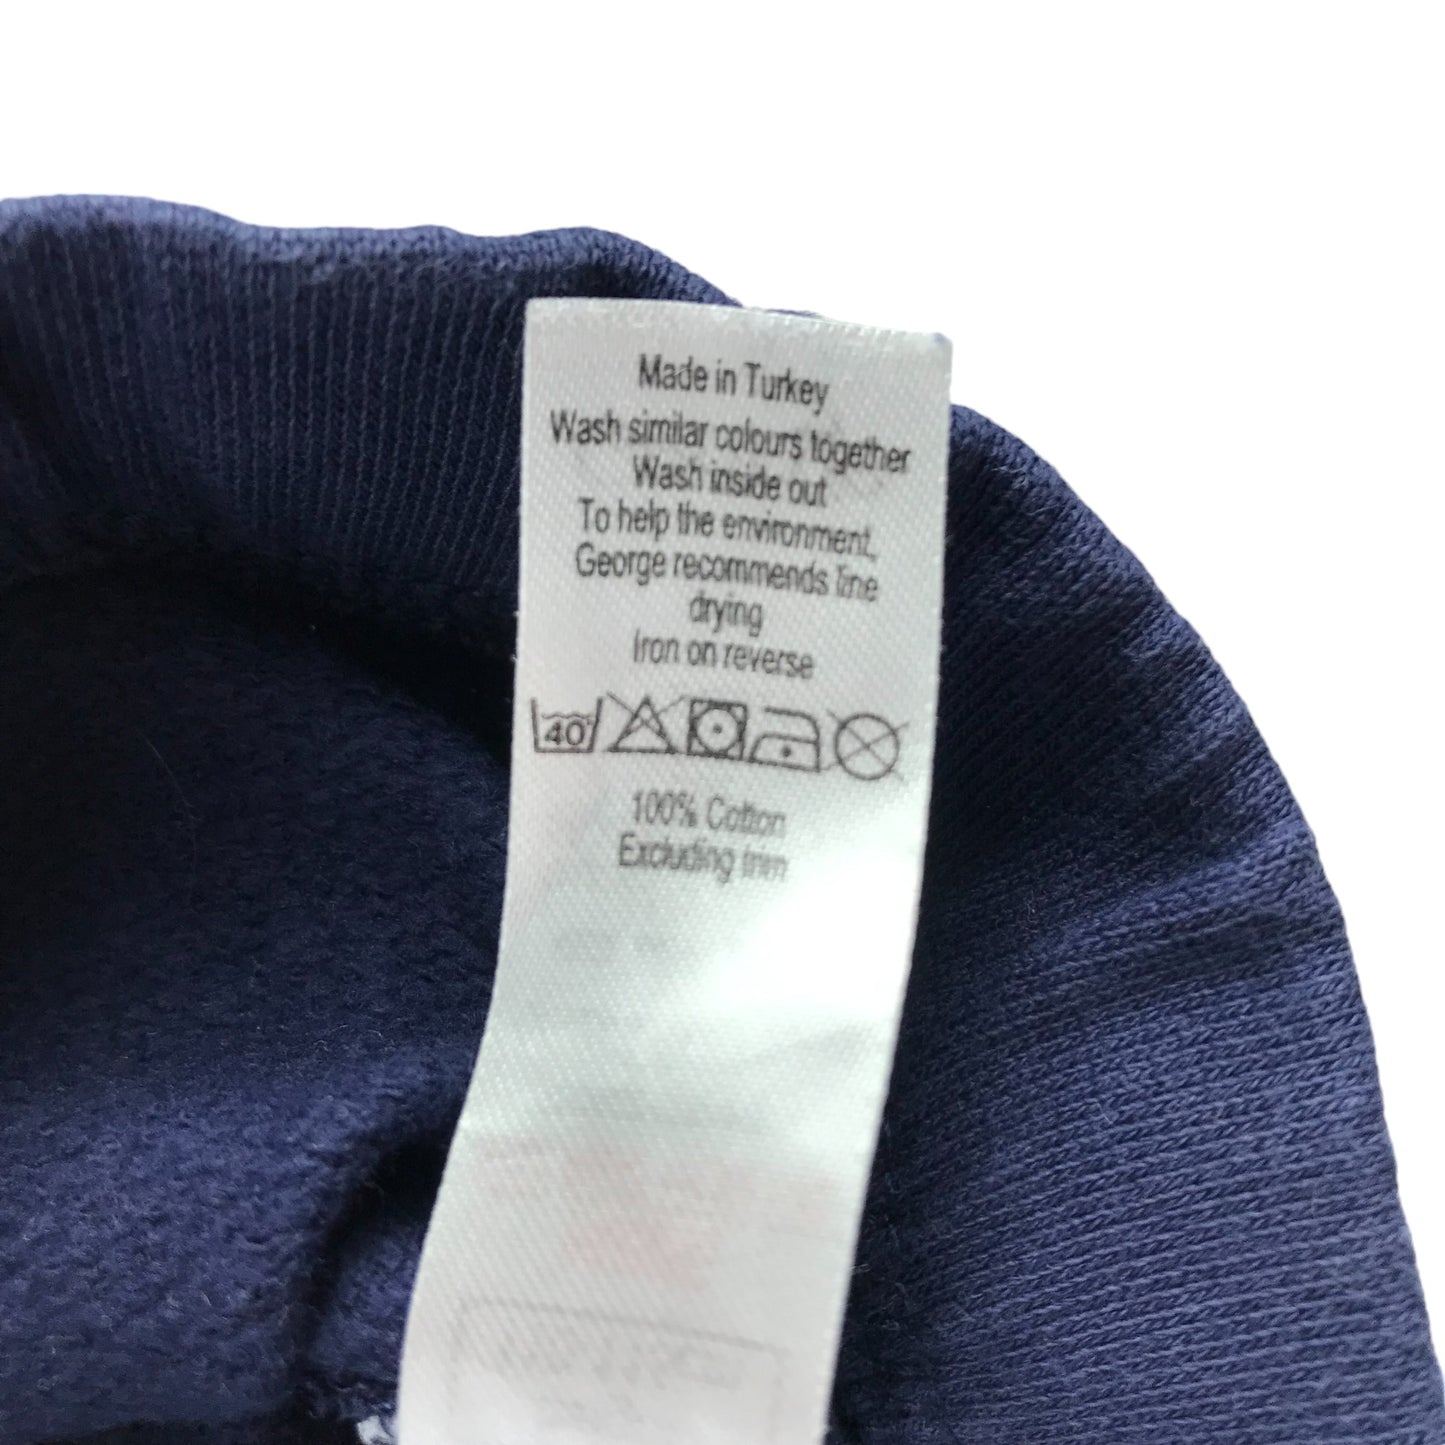 Made in Turkey
Wash similar colours together
Wash inside out
To help the environment,
George recommends line
drying
Iron on reverse
40
100% Cotton
Excluding trim